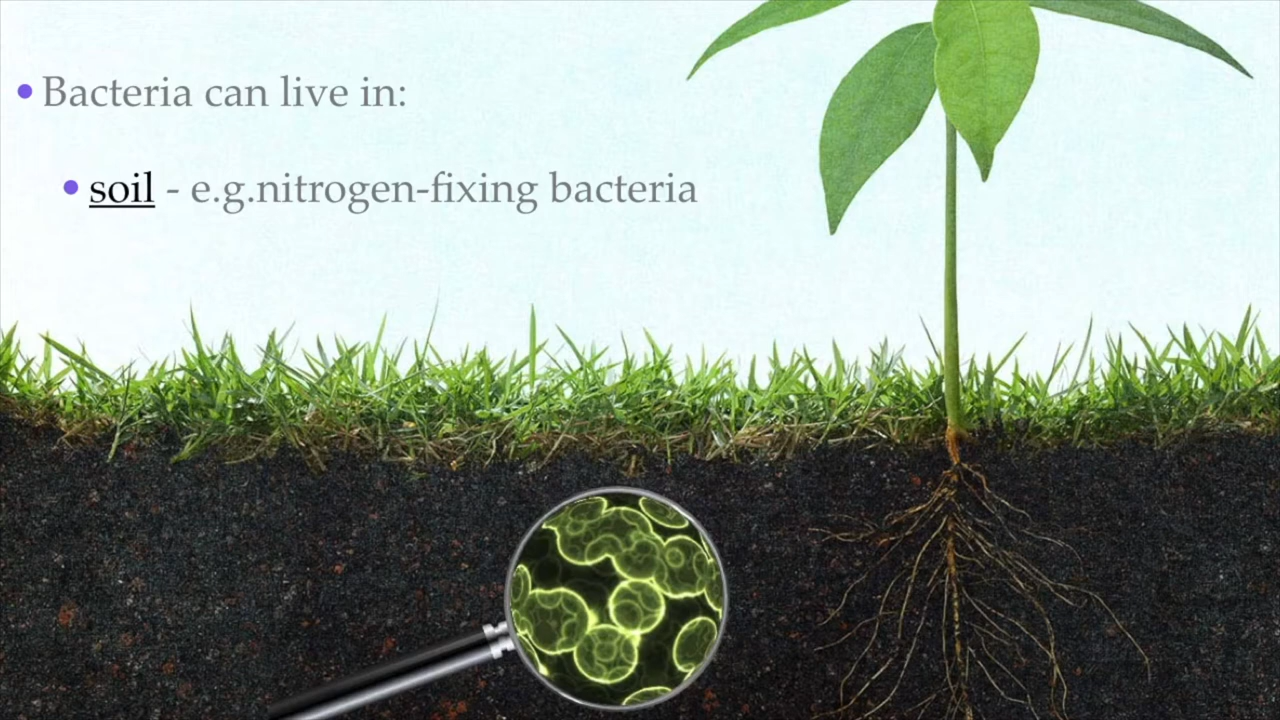 • Bacteria can live in:
• soil - e.g.nitrogen-fixing bacteria